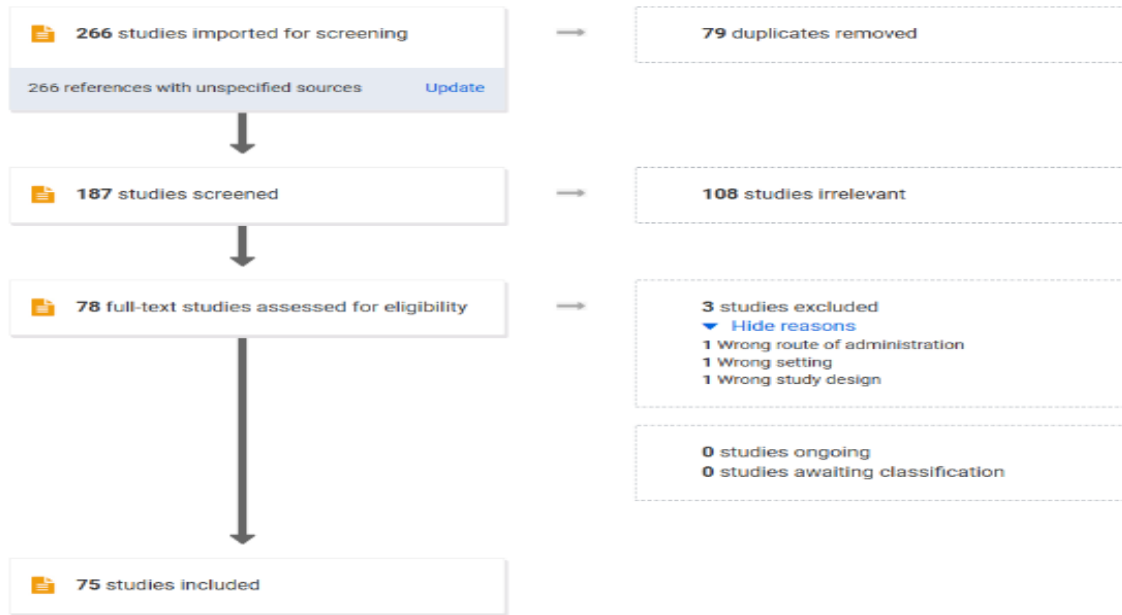 266 studies imported for screening
79 duplicates removed
266 references with unspecified sources Update
187 studies screened
108 studies irrelevant
78 full-text studies assessed for eligibility
3 studies excluded
Hide reasons
1 Wrong route of administration
1 Wrong setting
1 Wrong study design
0 studies ongoing
0 studies awaiting classification
75 studies included